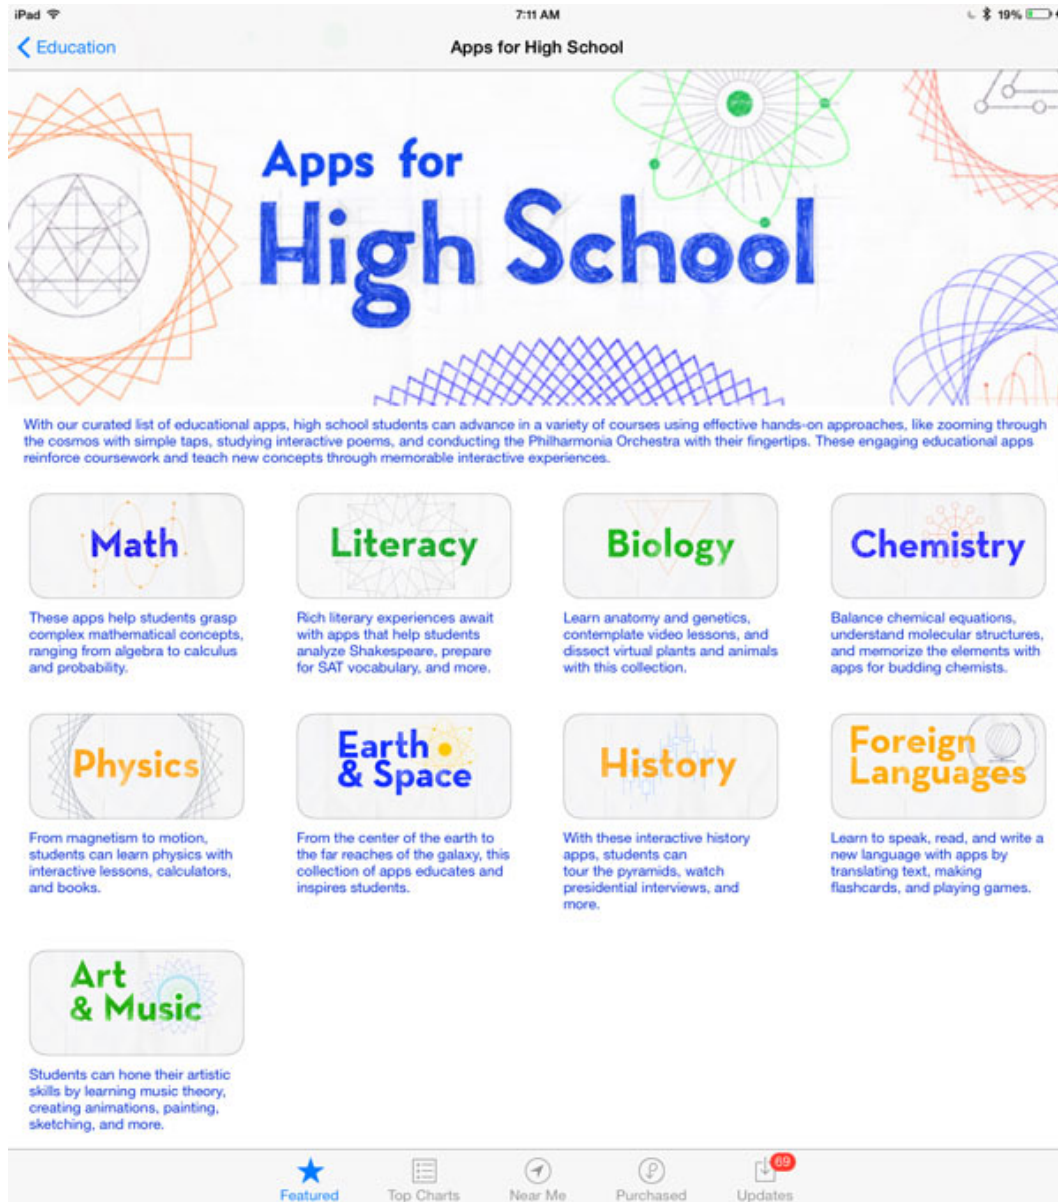 iPad
7:11 AM
19%
Education
Apps for High School
Apps for
High School
With our curated list of educational apps, high school students can advance in a variety of courses using effective hands-on approaches, like zooming through
the cosmos with simple taps, studying interactive poems, and conducting the Philharmonia Orchestra with their fingertips. These engaging educational apps
reinforce coursework and teach new concepts through memorable interactive experiences.
Math
These apps help students grasp
complex mathematical concepts,
ranging from algebra to calculus
and probability.
Literacy
Rich literary experiences await
with apps that help students
analyze Shakespeare, prepare
for SAT vocabulary, and more.
Biology
Learn anatomy and genetics,
contemplate video lessons, and
dissect virtual plants and animals
with this collection.
Chemistry
Balance chemical equations,
understand molecular structures,
and memorize the elements with
apps for budding chemists.
Physics
From magnetism to motion,
students can learn physics with
interactive lessons, calculators,
and books.
Earth
& Space
From the center of the earth to
the far reaches of the galaxy, this
collection of apps educates and
inspires students.
History
With these interactive history
apps, students can
tour the pyramids, watch
presidential interviews, and
more.
Foreign
Languages
Learn to speak, read, and write a
new language with apps by
translating text, making
flashcards, and playing games.
Art
& Music
Students can hone their artistic
skills by learning music theory,
creating animations, painting,
sketching, and more.
Featured
Top Charts
Near Me
Purchased
69
Updates